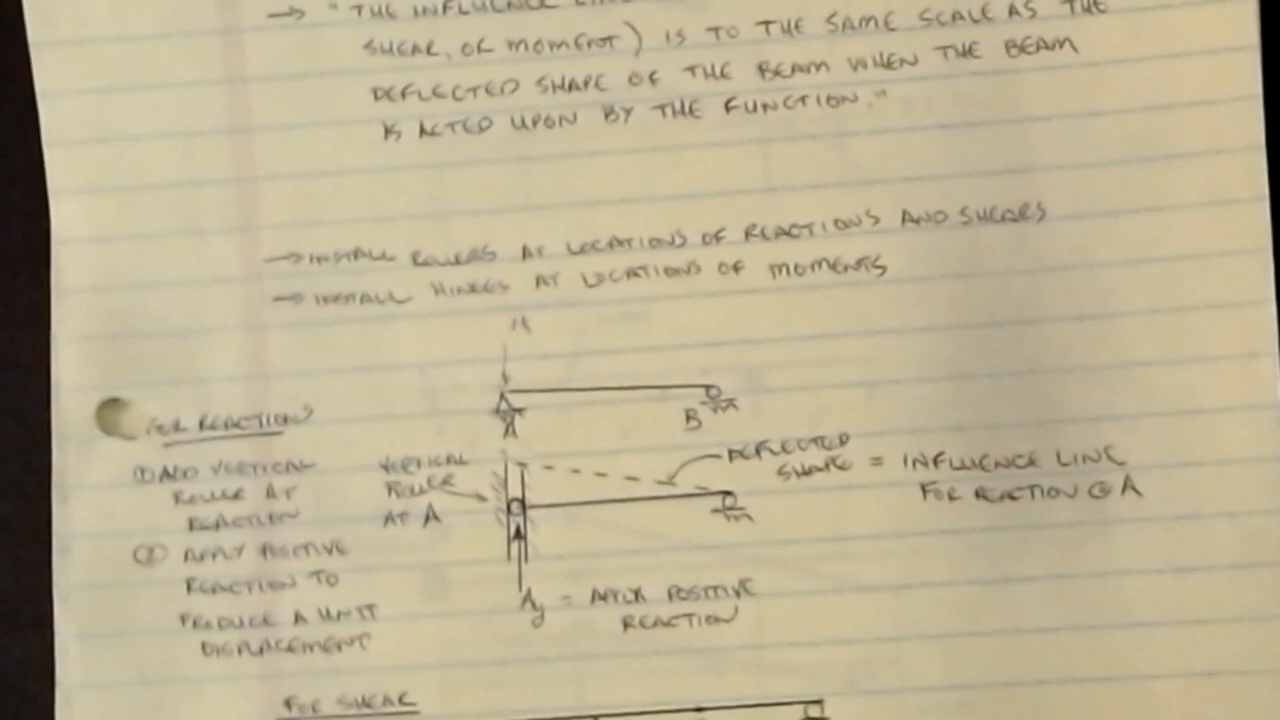 → "THE INFLUENCE LINE
SHEAR, OR MOMENT) IS TO THE SAME SCALE AS THE
DEFLECTED SHAPE OF THE BEAM WHEN THE BEAM
IS ACTED UPON BY THE FUNCTION."
→ INSTALL ROLLERS AT LOCATIONS OF REACTIONS AND SHEARS
→ INSTALL HINGES AT LOCATIONS OF MOMENTS
FOR REACTIONS
A
B
① ADD VERTICAL
ROLLER AT
REACTION
② APPLY POSITIVE
REACTION TO
PRODUCE A UNIT
DISPLACEMENT
VERTICAL
ROLLER
AT A
DEFLECTED
SHAPE = INFLUENCE LINE
FOR REACTION @ A
Ay = APPLY POSITIVE
REACTION
FOR SHEAR